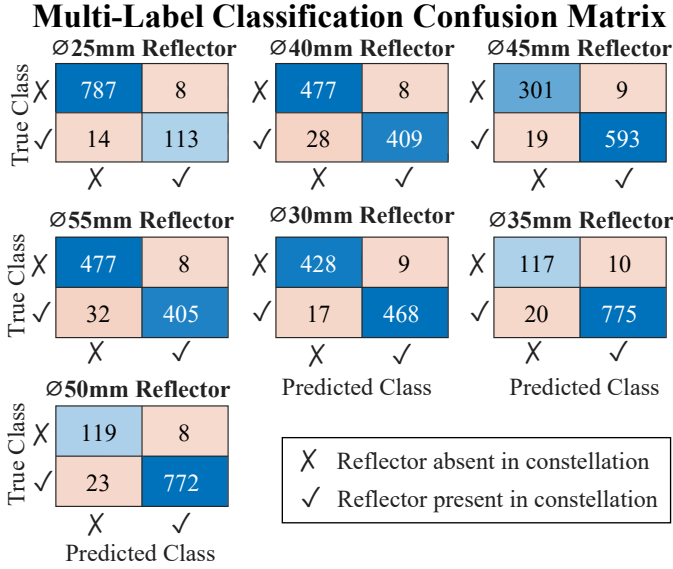 Multi-Label Classification Confusion Matrix
∅25mm Reflector ∅40mm Reflector ∅45mm Reflector
True Class
✗ 787 8 ✗ 477 8 ✗ 301 9
✓ 14 113 ✓ 28 409 ✓ 19 593
✗ ✓ ✗ ✓ ✗ ✓
∅55mm Reflector ∅30mm Reflector ∅35mm Reflector
True Class
✗ 477 8 ✗ 428 9 ✗ 117 10
✓ 32 405 ✓ 17 468 ✓ 20 775
✗ ✓ ✗ ✓ ✗ ✓
Predicted Class Predicted Class
∅50mm Reflector
True Class
✗ 119 8
✓ 23 772
✗ ✓
Predicted Class
✗ Reflector absent in constellation
✓ Reflector present in constellation